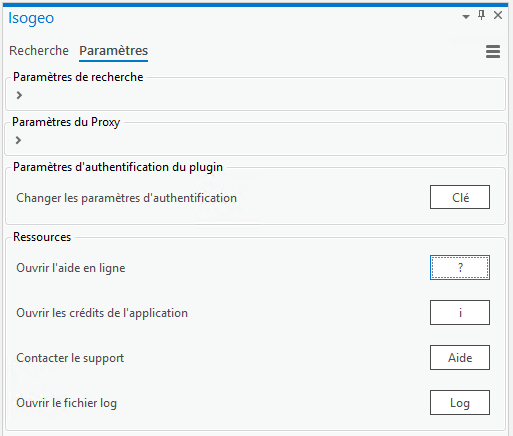 Isogeo
Recherche Paramètres
Paramètres de recherche
Paramètres du Proxy
Paramètres d'authentification du plugin
Changer les paramètres d'authentification Clé
Ressources
Ouvrir l'aide en ligne ?
Ouvrir les crédits de l'application i
Contacter le support Aide
Ouvrir le fichier log Log